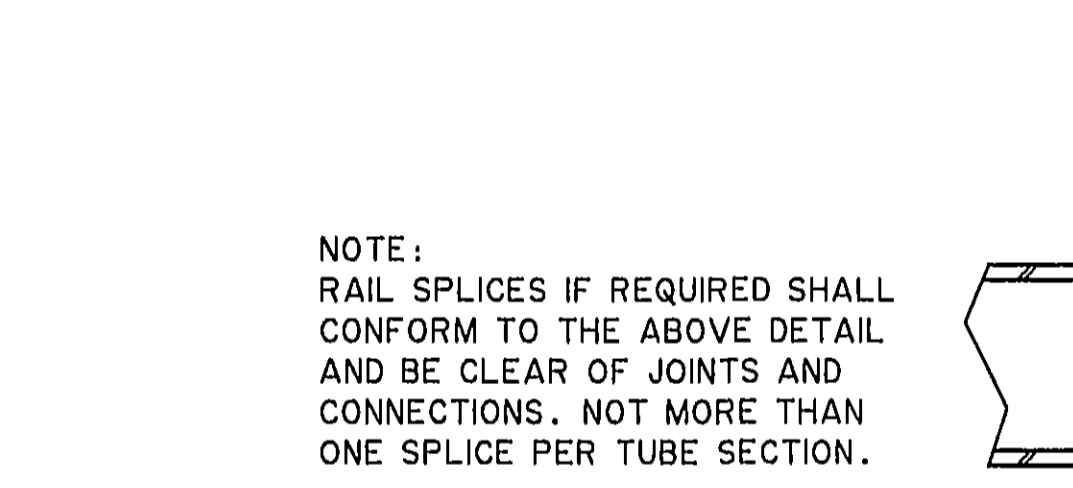 NOTE:
RAIL SPLICES IF REQUIRED SHALL
CONFORM TO THE ABOVE DETAIL
AND BE CLEAR OF JOINTS AND
CONNECTIONS. NOT MORE THAN
ONE SPLICE PER TUBE SECTION.